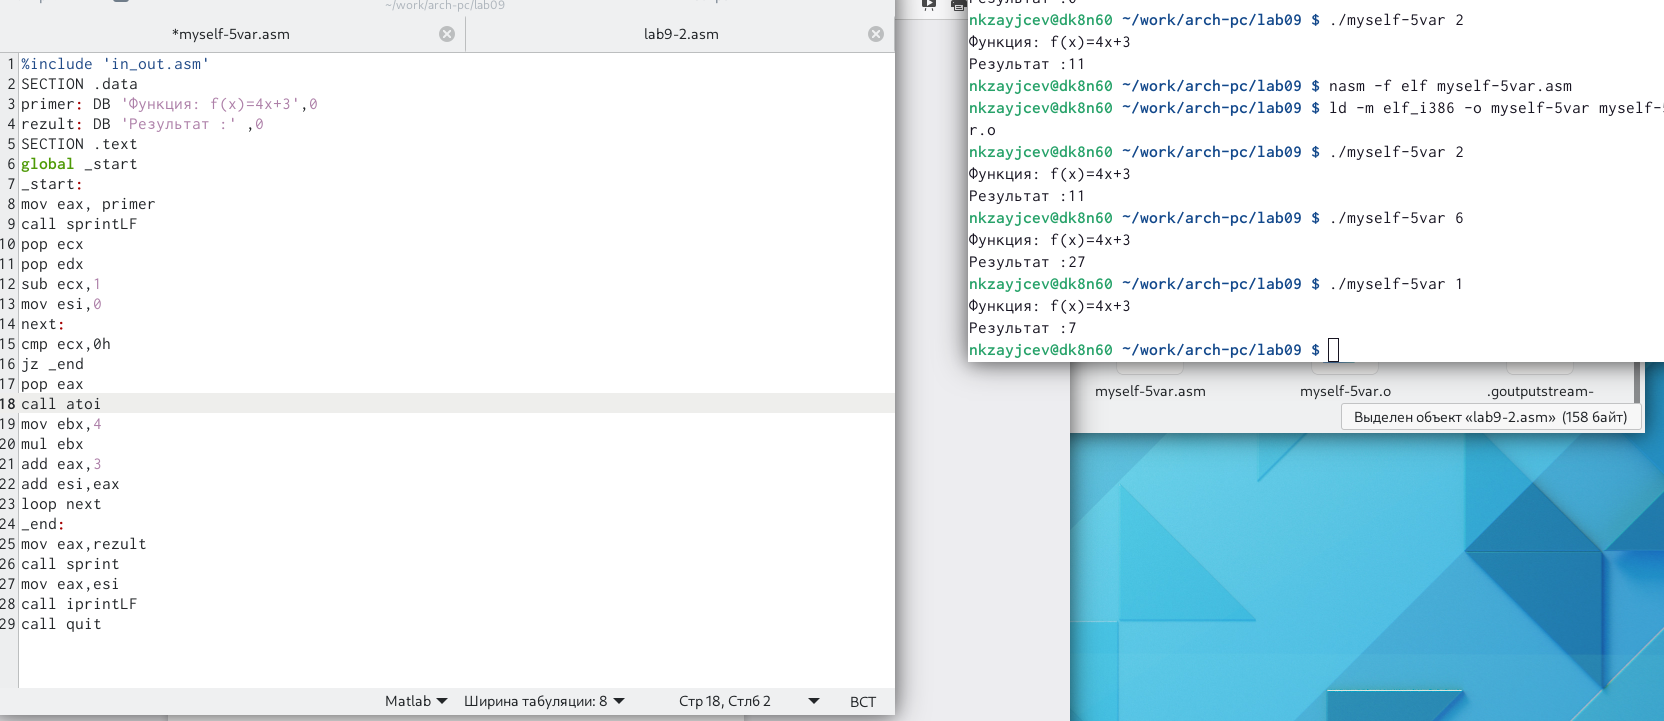 ~/work/arch-pc/lab09
*myself-5var.asm
lab9-2.asm
1 %include 'in_out.asm'
2 SECTION .data
3 primer: DB 'Функция: f(x)=4x+3',0
4 rezult: DB 'Результат :' ,0
5 SECTION .text
6 global _start
7 _start:
8 mov eax, primer
9 call sprintLF
10 pop ecx
11 pop edx
12 sub ecx,1
13 mov esi,0
14 next:
15 cmp ecx,0h
16 jz _end
17 pop eax
18 call atoi
19 mov ebx,4
20 mul ebx
21 add eax,3
22 add esi,eax
23 loop next
24 _end:
25 mov eax,rezult
26 call sprint
27 mov eax,esi
28 call iprintLF
29 call quit
Matlab Ширина табуляции: 8 Стр 18, Стлб 2 ВСТ
nkzayjcev@dk8n60 ~/work/arch-pc/lab09 $ ./myself-5var 2
Функция: f(x)=4x+3
Результат :11
nkzayjcev@dk8n60 ~/work/arch-pc/lab09 $ nasm -f elf myself-5var.asm
nkzayjcev@dk8n60 ~/work/arch-pc/lab09 $ ld -m elf_i386 -o myself-5var myself-5
r.o
nkzayjcev@dk8n60 ~/work/arch-pc/lab09 $ ./myself-5var 2
Функция: f(x)=4x+3
Результат :11
nkzayjcev@dk8n60 ~/work/arch-pc/lab09 $ ./myself-5var 6
Функция: f(x)=4x+3
Результат :27
nkzayjcev@dk8n60 ~/work/arch-pc/lab09 $ ./myself-5var 1
Функция: f(x)=4x+3
Результат :7
nkzayjcev@dk8n60 ~/work/arch-pc/lab09 $
myself-5var.asm
myself-5var.o
.goutputstream-
Выделен объект «lab9-2.asm» (158 байт)